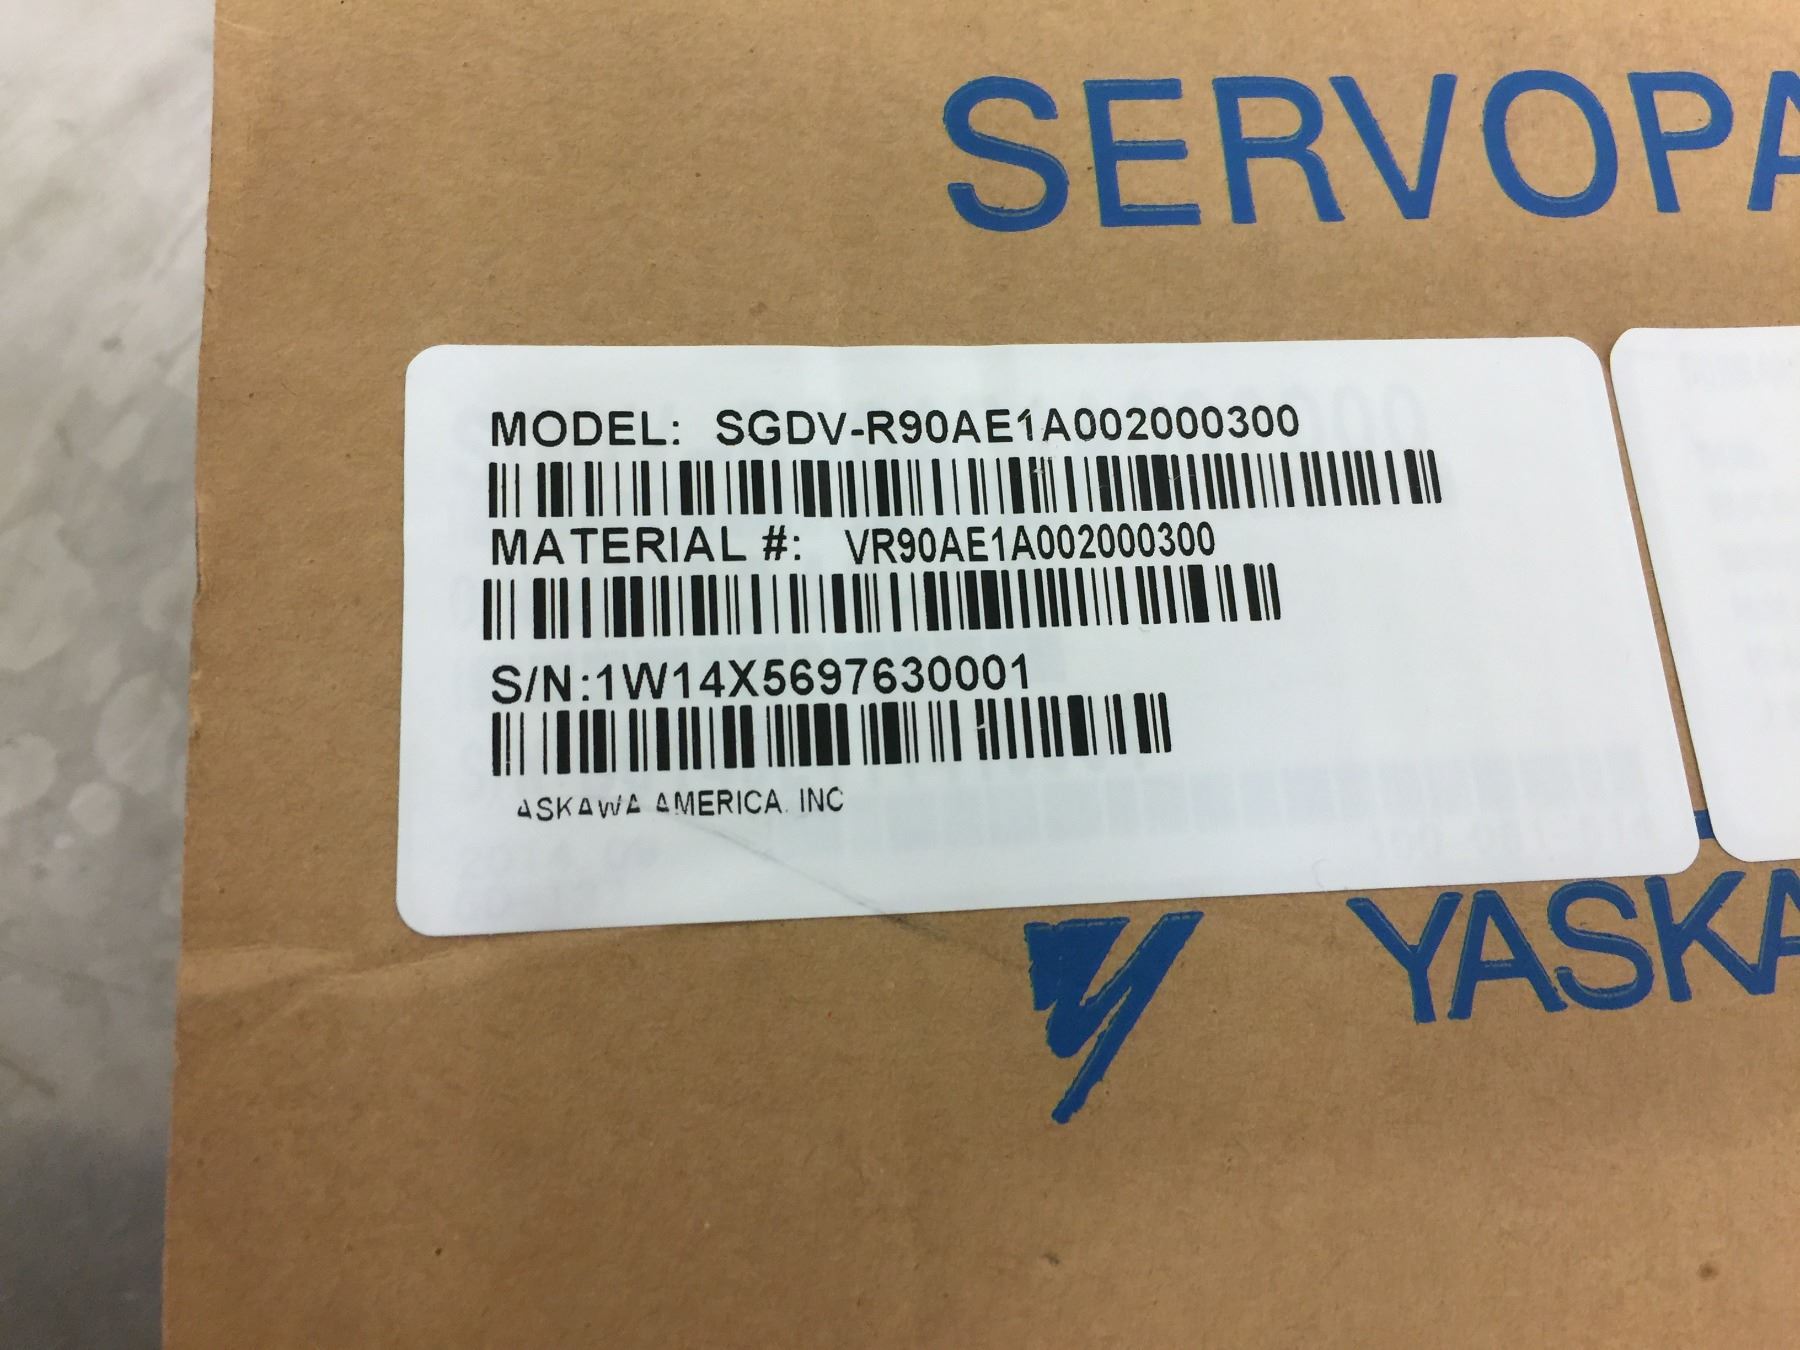 SERVOPA
MODEL: SGDV-R90AE1A002000300
MATERIAL #: VR90AE1A002000300
S/N:1W14X5697630001
ASKAWA AMERICA. INC
YASKA